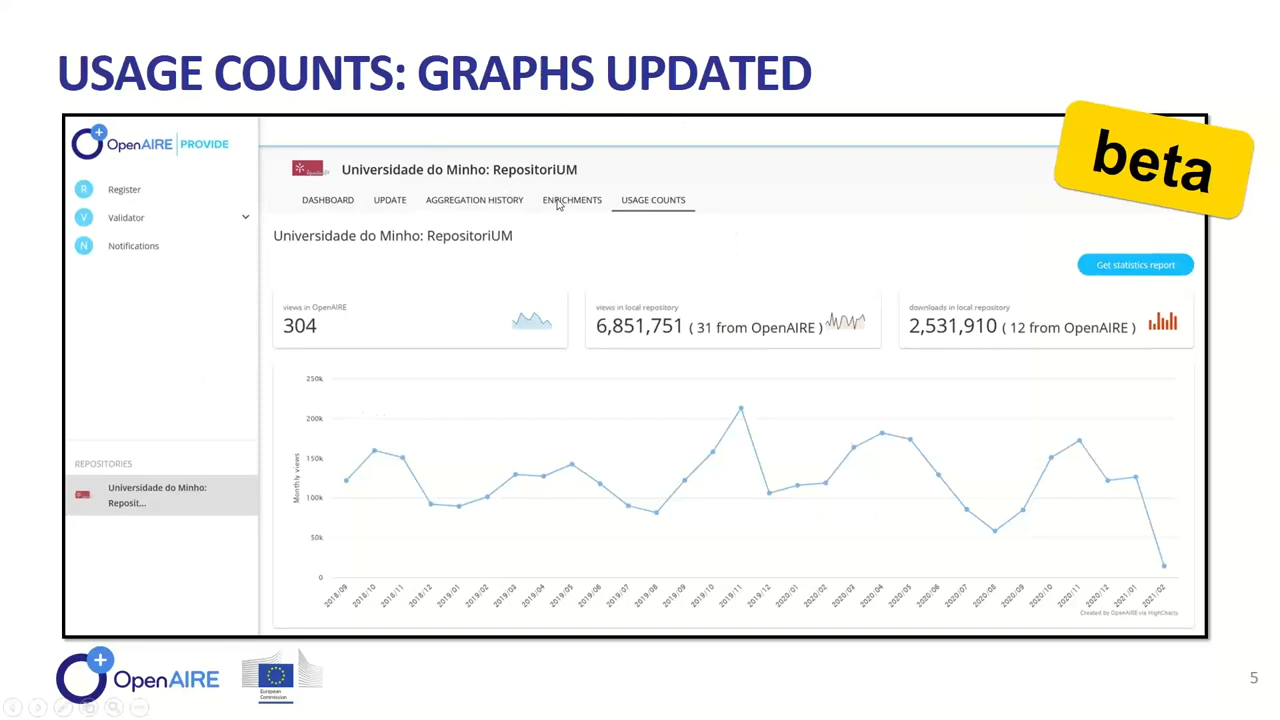 USAGE COUNTS: GRAPHS UPDATED
beta
OpenAIRE PROVIDE
R Register
V Validator
N Notifications
REPOSITORIES
Universidade do Minho:
Reposit...
Universidade do Minho: RepositoriUM
DASHBOARD UPDATE AGGREGATION HISTORY ENRICHMENTS USAGE COUNTS
Universidade do Minho: RepositoriUM
Get statistics report
views in OpenAIRE
304
views in local repository
6,851,751 ( 31 from OpenAIRE )
downloads in local repository
2,531,910 ( 12 from OpenAIRE )
Monthly views
250k
200k
150k
100k
50k
0
2018/09 2018/10 2018/11 2018/12 2019/01 2019/02 2019/03 2019/04 2019/05 2019/06 2019/07 2019/08 2019/09 2019/10 2019/11 2019/12 2020/01 2020/02 2020/03 2020/04 2020/05 2020/06 2020/07 2020/08 2020/09 2020/10 2020/11 2020/12 2021/01 2021/02
Created by OpenAIRE via HighCharts
OpenAIRE
European
Commission
5